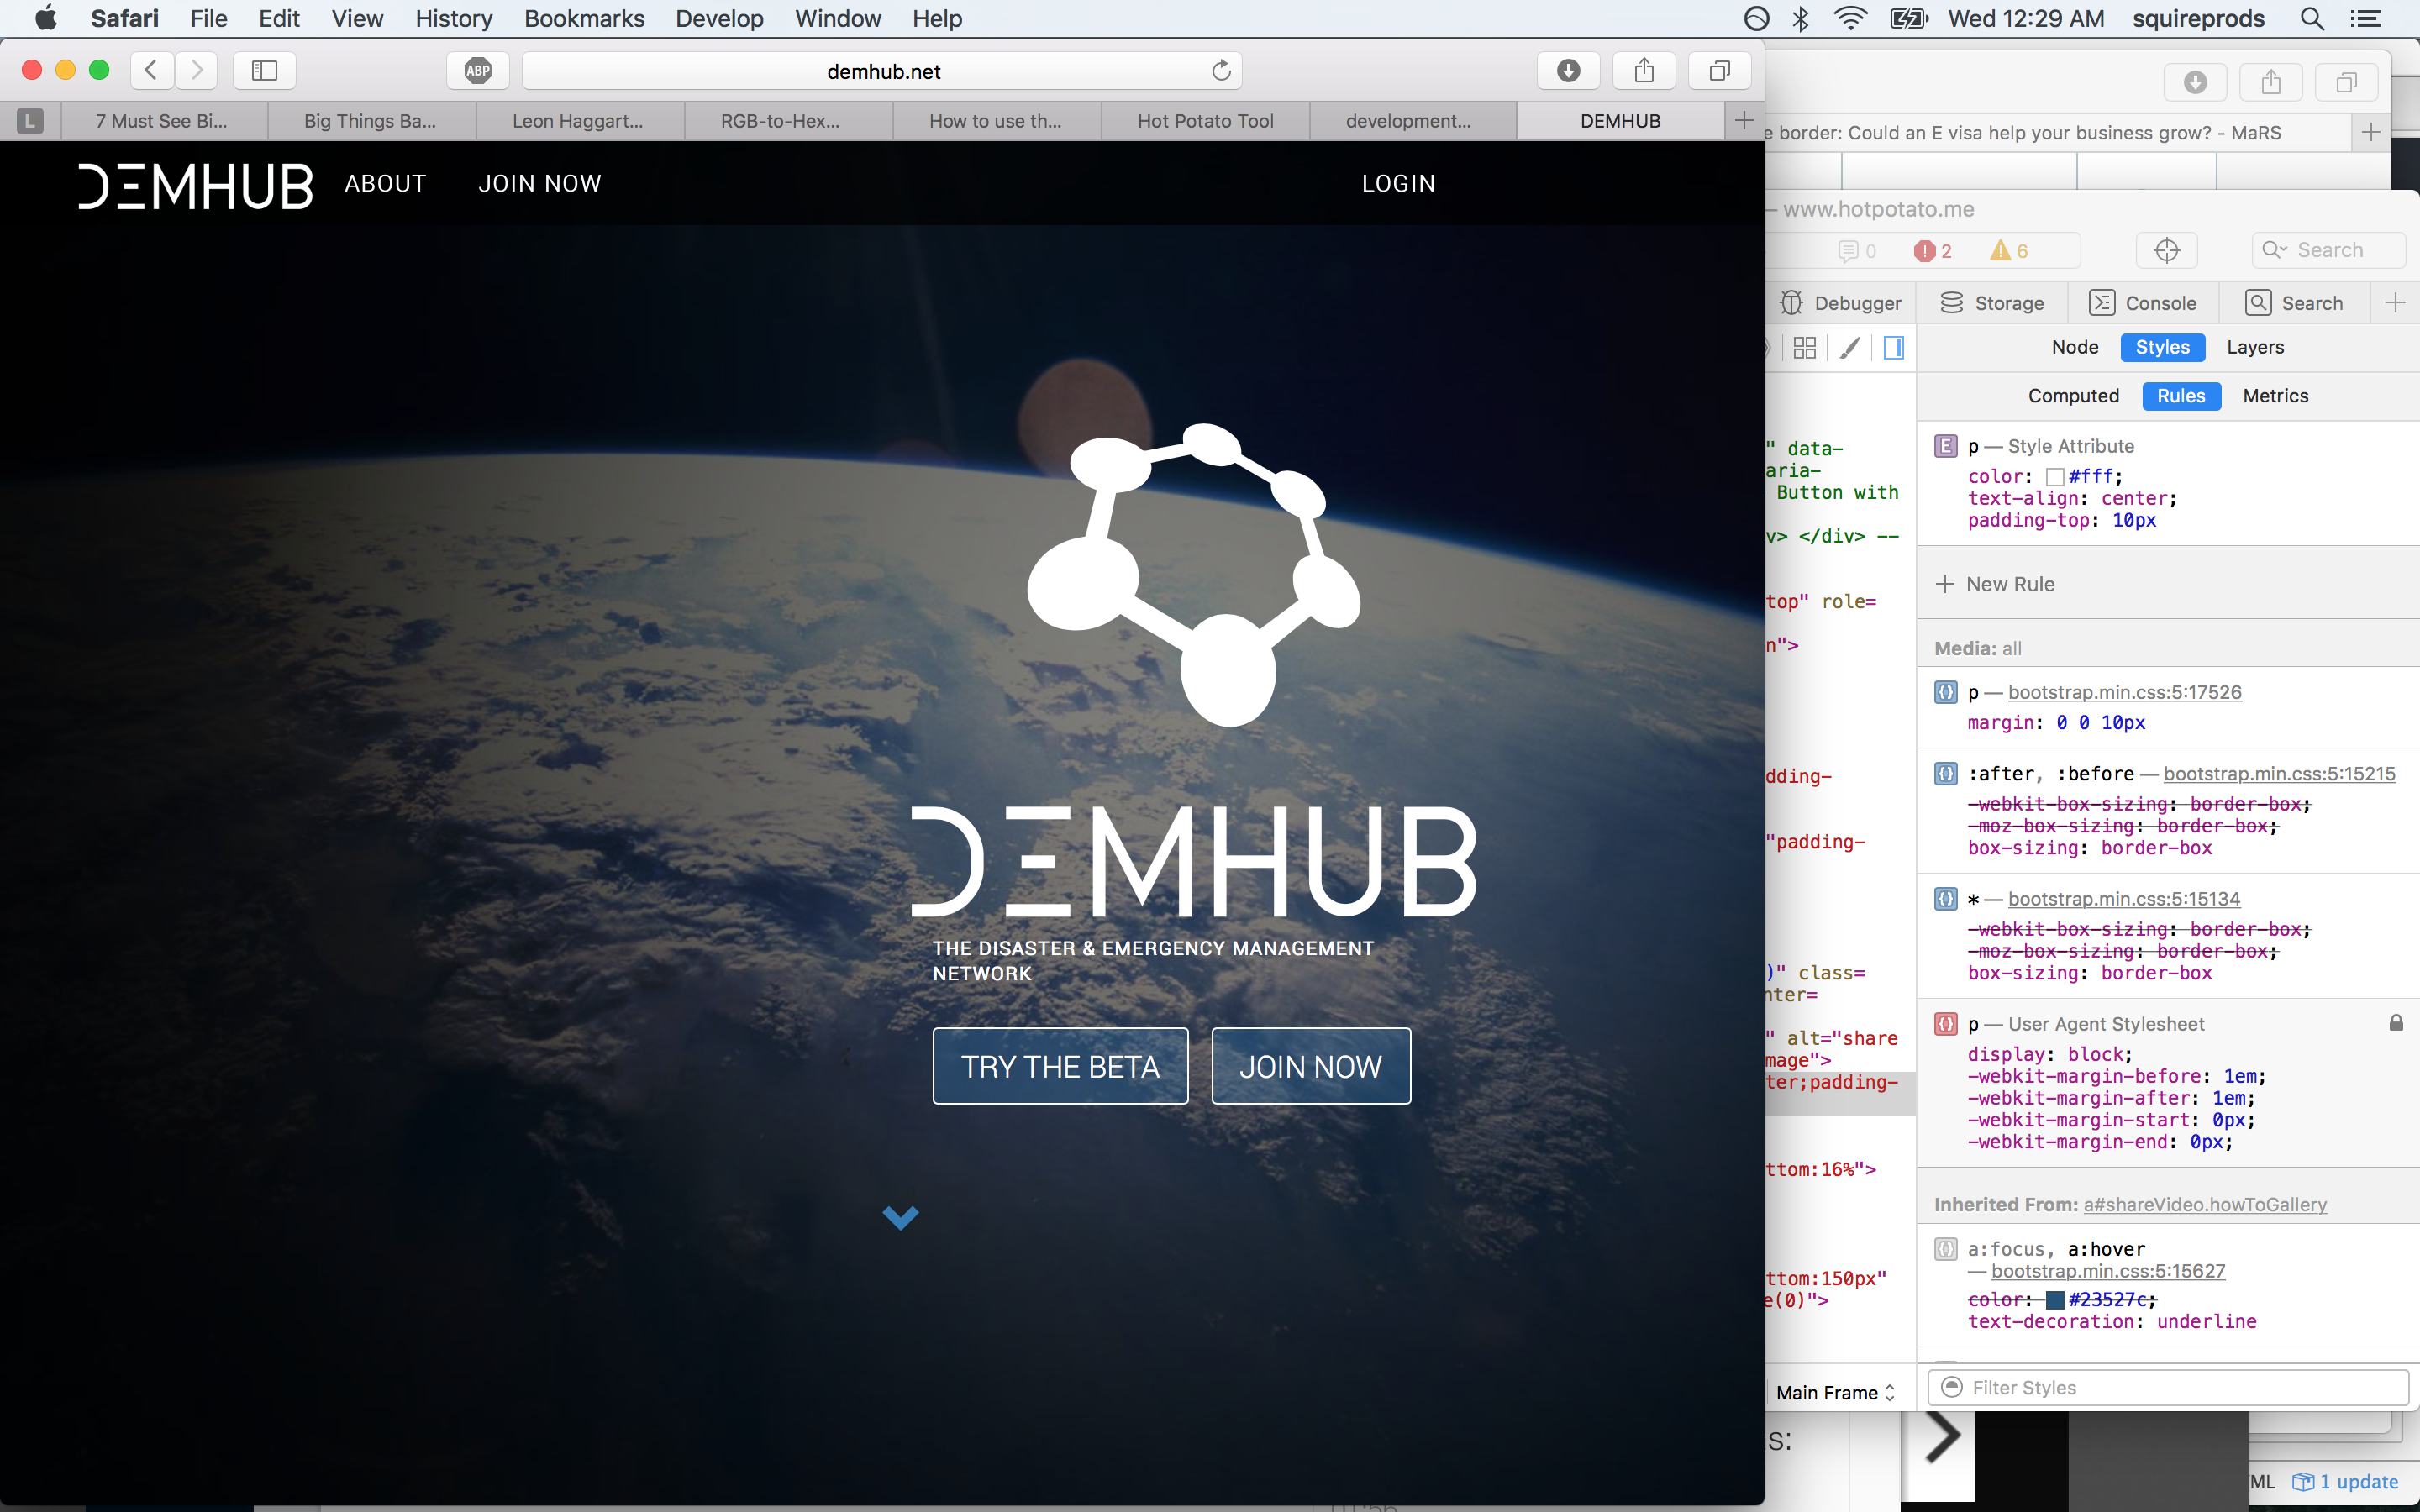 Safari File Edit View History Bookmarks Develop Window Help
Wed 12:29 AM squireprods
ABP
demhub.net
L
7 Must See Bi...
Big Things Ba...
Leon Haggart...
RGB-to-Hex...
How to use th...
Hot Potato Tool
development...
DEMHUB
DEMHUB ABOUT JOIN NOW LOGIN
DEMHUB
THE DISASTER & EMERGENCY MANAGEMENT
NETWORK
TRY THE BETA
JOIN NOW
e border: Could an E visa help your business grow? - MaRS
— www.hotpotato.me
0 2 6 Search
Debugger Storage Console Search
Node Styles Layers
Computed Rules Metrics
" data-
aria-
Button with
v> </div> --
top" role=
n">
dding-
"padding-
)" class=
nter=
" alt="share
mage">
ter;padding-
ttom:16%">
ttom:150px"
e(0)">
Main Frame
E p — Style Attribute
color: #fff;
text-align: center;
padding-top: 10px
+ New Rule
Media: all
{} p — bootstrap.min.css:5:17526
margin: 0 0 10px
{} :after, :before — bootstrap.min.css:5:15215
-webkit-box-sizing: border-box;
-moz-box-sizing: border-box;
box-sizing: border-box
{} * — bootstrap.min.css:5:15134
-webkit-box-sizing: border-box;
-moz-box-sizing: border-box;
box-sizing: border-box
{} p — User Agent Stylesheet
display: block;
-webkit-margin-before: 1em;
-webkit-margin-after: 1em;
-webkit-margin-start: 0px;
-webkit-margin-end: 0px;
Inherited From: a#shareVideo.howToGallery
{} a:focus, a:hover
— bootstrap.min.css:5:15627
color: #23527c;
text-decoration: underline
Filter Styles
s:
ML 1 update